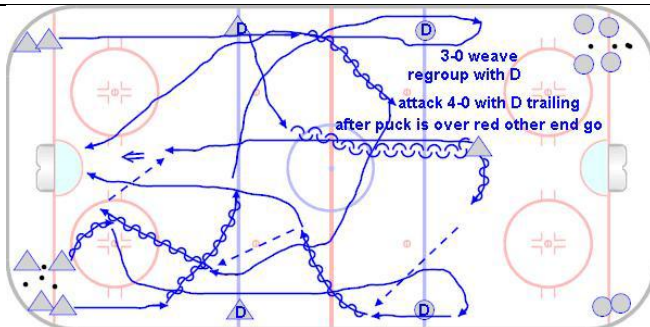 D
D
3-0 weave
regroup with D
attack 4-0 with D trailing
after puck is over red other end go
D
D